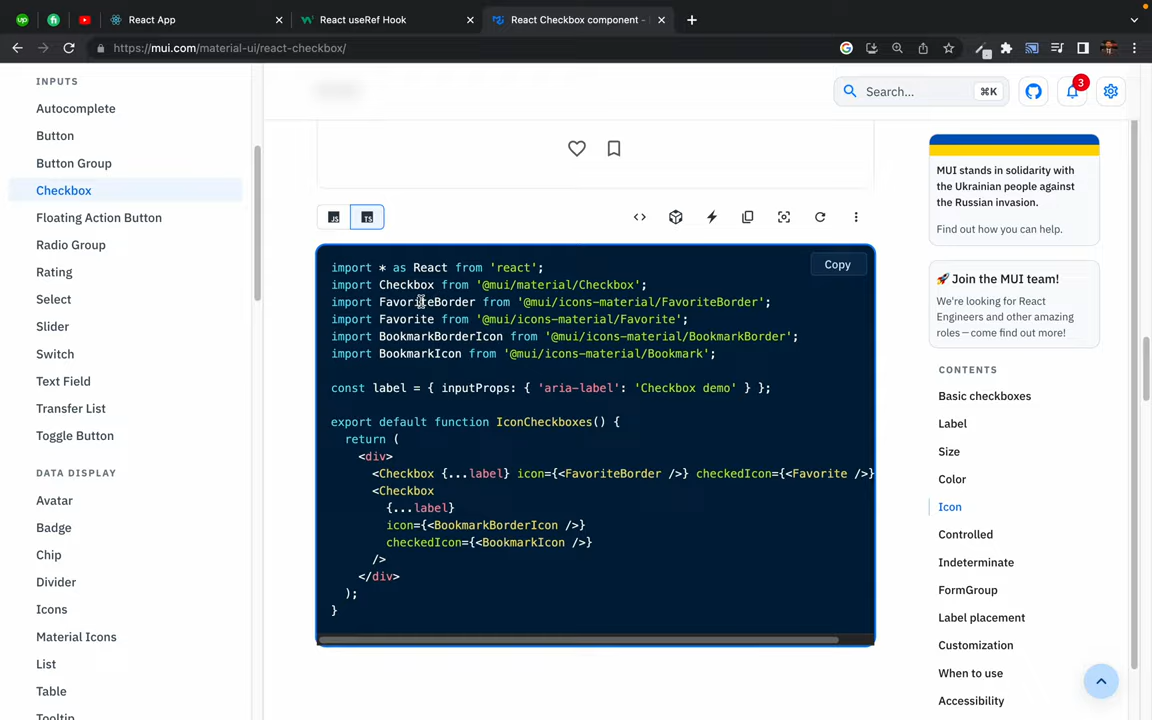 React App
React useRef Hook
React Checkbox component -
https://mui.com/material-ui/react-checkbox/
INPUTS
Autocomplete
Button
Button Group
Checkbox
Floating Action Button
Radio Group
Rating
Select
Slider
Switch
Text Field
Transfer List
Toggle Button
DATA DISPLAY
Avatar
Badge
Chip
Divider
Icons
Material Icons
List
Table
Tooltip
Search...
⌘K
3
JS
TS
Copy
import * as React from 'react';
import Checkbox from '@mui/material/Checkbox';
import FavoriteBorder from '@mui/icons-material/FavoriteBorder';
import Favorite from '@mui/icons-material/Favorite';
import BookmarkBorderIcon from '@mui/icons-material/BookmarkBorder';
import BookmarkIcon from '@mui/icons-material/Bookmark';
const label = { inputProps: { 'aria-label': 'Checkbox demo' } };
export default function IconCheckboxes() {
return (
<div>
<Checkbox {...label} icon={<FavoriteBorder />} checkedIcon={<Favorite />}
<Checkbox
{...label}
icon={<BookmarkBorderIcon />}
checkedIcon={<BookmarkIcon />}
/>
</div>
);
}
MUI stands in solidarity with
the Ukrainian people against
the Russian invasion.
Find out how you can help.
🚀 Join the MUI team!
We're looking for React
Engineers and other amazing
roles—come find out more!
CONTENTS
Basic checkboxes
Label
Size
Color
Icon
Controlled
Indeterminate
FormGroup
Label placement
Customization
When to use
Accessibility